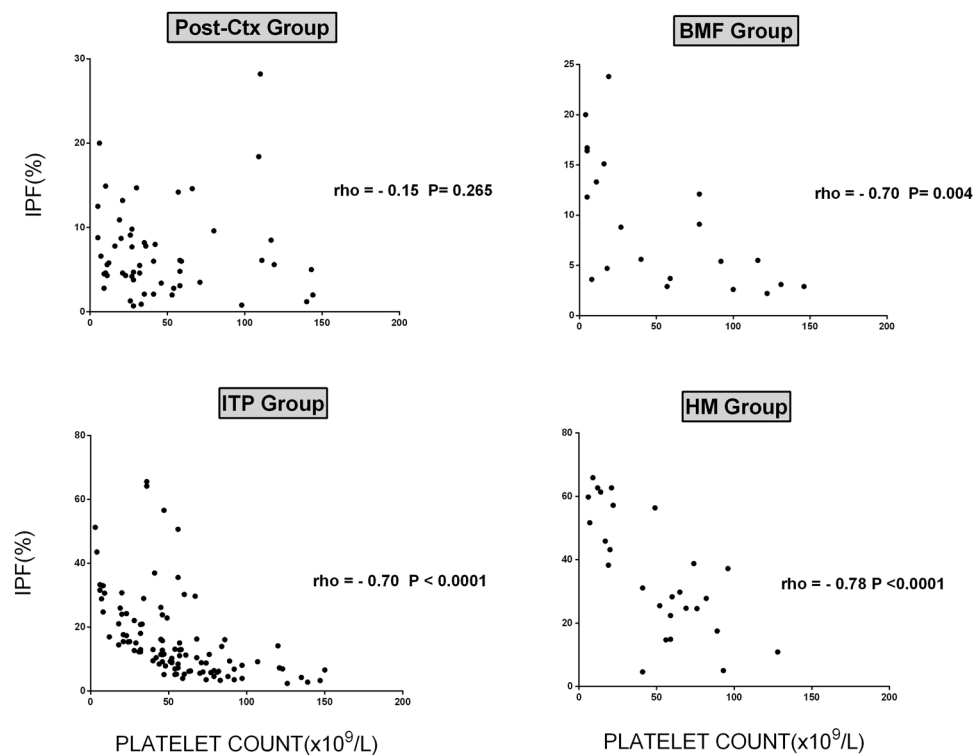 Post-Ctx Group
30
20
10
0
0 50 100 150 200
IPF(%)
rho = - 0.15 P= 0.265
BMF Group
25
20
15
10
5
0
0 50 100 150 200
rho = - 0.70 P= 0.004
ITP Group
80
60
40
20
0
0 50 100 150 200
IPF(%)
rho = - 0.70 P < 0.0001
PLATELET COUNT(x10⁹/L)
HM Group
80
60
40
20
0
0 50 100 150 200
rho = - 0.78 P <0.0001
PLATELET COUNT(x10⁹/L)